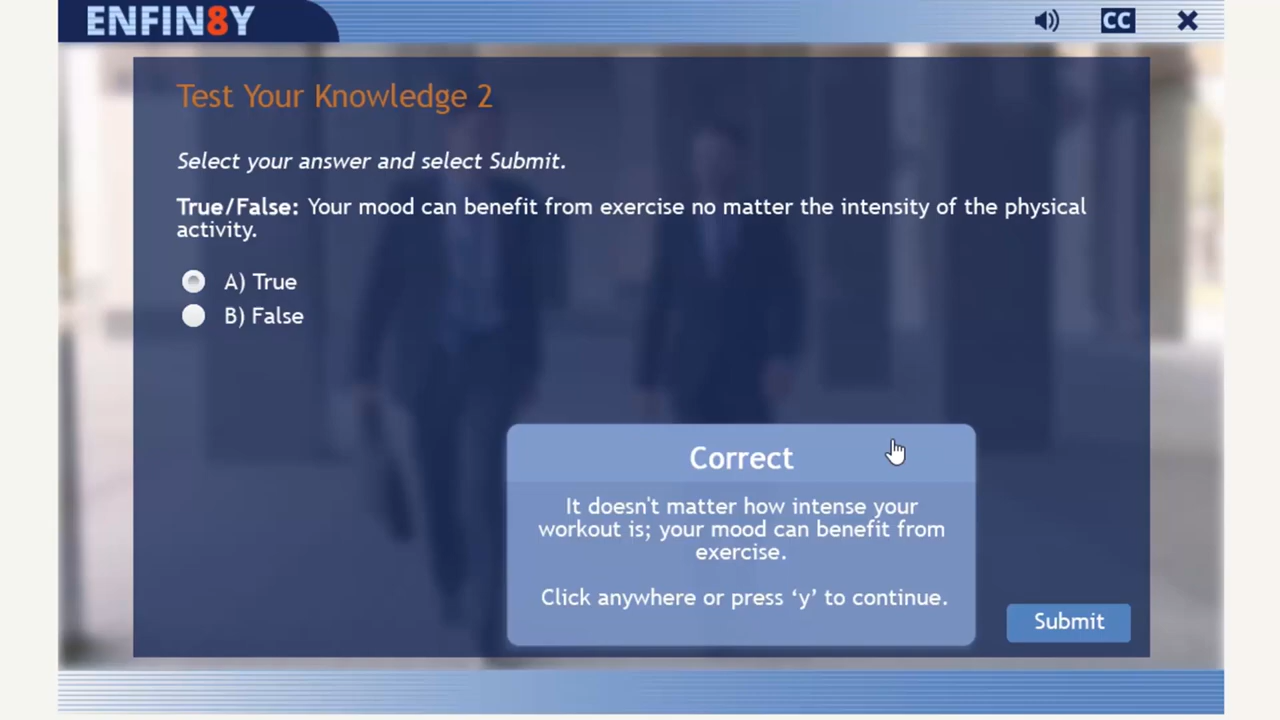 ENFIN8Y
CC
Test Your Knowledge 2
Select your answer and select Submit.
True/False: Your mood can benefit from exercise no matter the intensity of the physical
activity.
A) True
B) False
Correct
It doesn't matter how intense your
workout is; your mood can benefit from
exercise.
Click anywhere or press ‘y’ to continue.
Submit